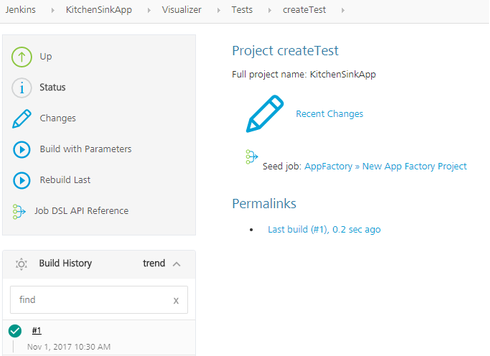 Jenkins KitchenSinkApp Visualizer Tests createTest
Up
Status
Changes
Build with Parameters
Rebuild Last
Job DSL API Reference
Build History trend
find x
#1
Nov 1, 2017 10:30 AM
Project createTest
Full project name: KitchenSinkApp
Recent Changes
Seed job: AppFactory » New App Factory Project
Permalinks
• Last build (#1), 0.2 sec ago